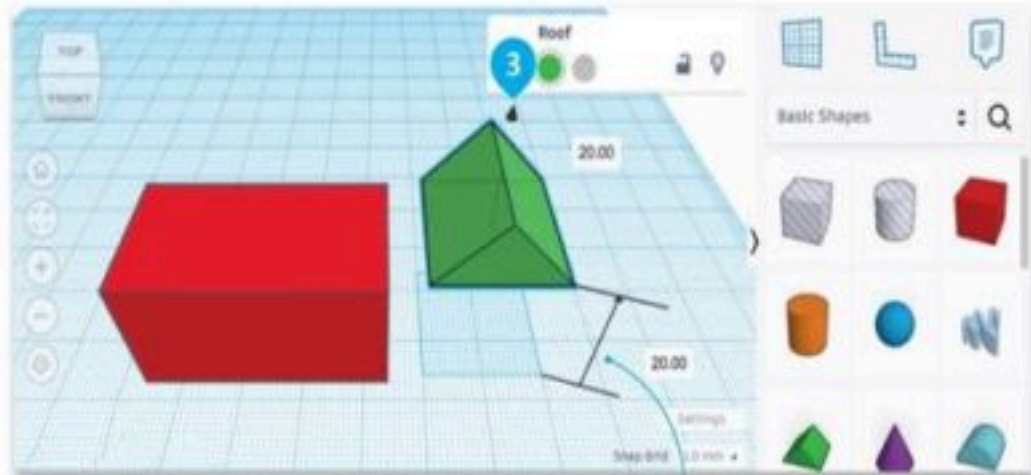 Roof
TOP
3
FRONT
Basic Shapes
20.00
20.00
Settings
Snap Grid